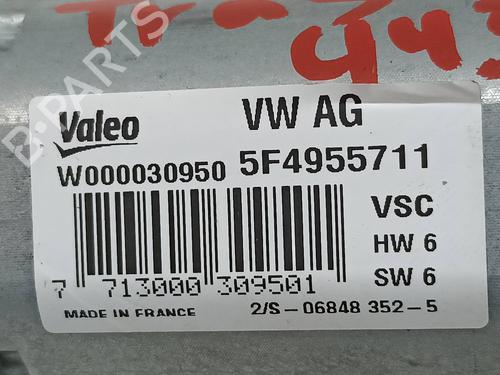 Valeo
VW AG
W000030950 5F4955711
VSC
HW 6
SW 6
7 713000 309501
MADE IN FRANCE 2/S-06848 352-5
B-PARTS